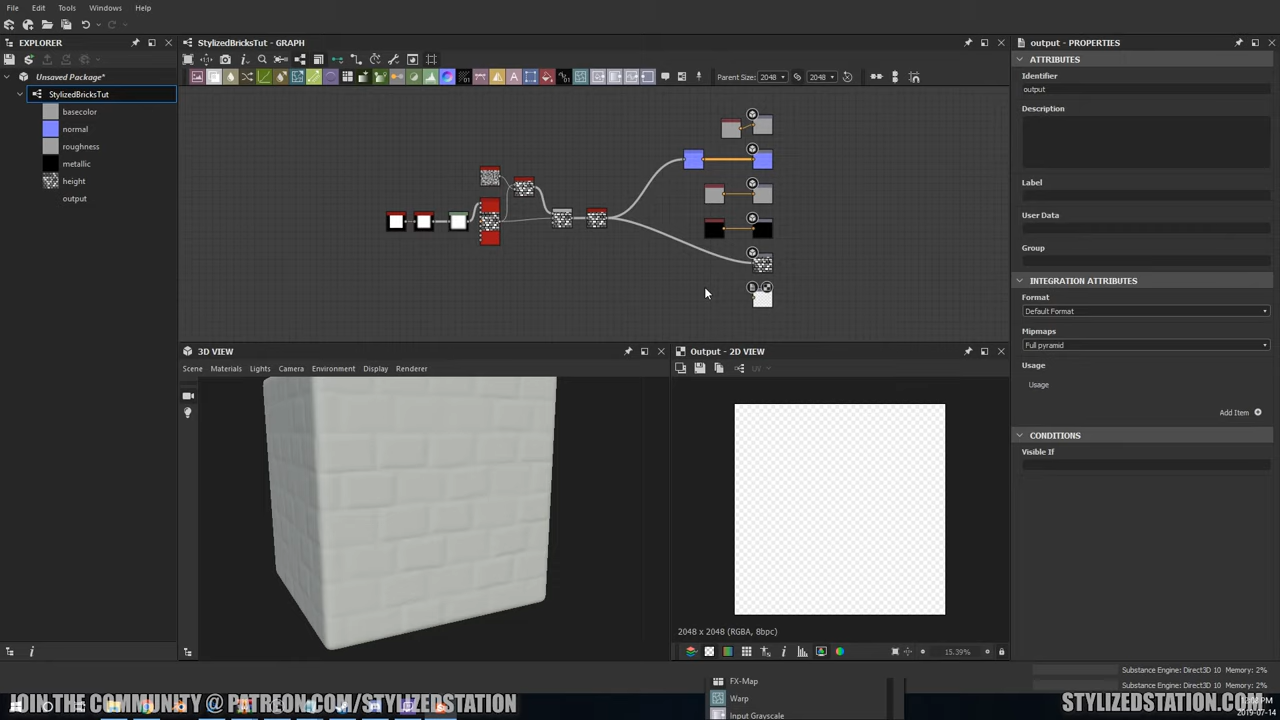 File Edit Tools Windows Help
EXPLORER
Unsaved Package*
StylizedBricksTut
basecolor
normal
roughness
metallic
height
output
StylizedBricksTut - GRAPH
Parent Size: 2048 2048
3D VIEW
Scene Materials Lights Camera Environment Display Renderer
Output - 2D VIEW
UV
2048 x 2048 (RGBA, 8bpc)
15.39%
output - PROPERTIES
ATTRIBUTES
Identifier
output
Description
Label
User Data
Group
INTEGRATION ATTRIBUTES
Format
Default Format
Mipmaps
Full pyramid
Usage
Usage
Add Item
CONDITIONS
Visible If
Substance Engine: Direct3D 10 Memory: 2%
Substance Engine: Direct3D 10 Memory: 2%
FX-Map
Warp
Input Grayscale
JOIN THE COMMUNITY @ PATREON.COM/STYLIZEDSTATION
STYLIZEDSTATION.COM
2019-07-14